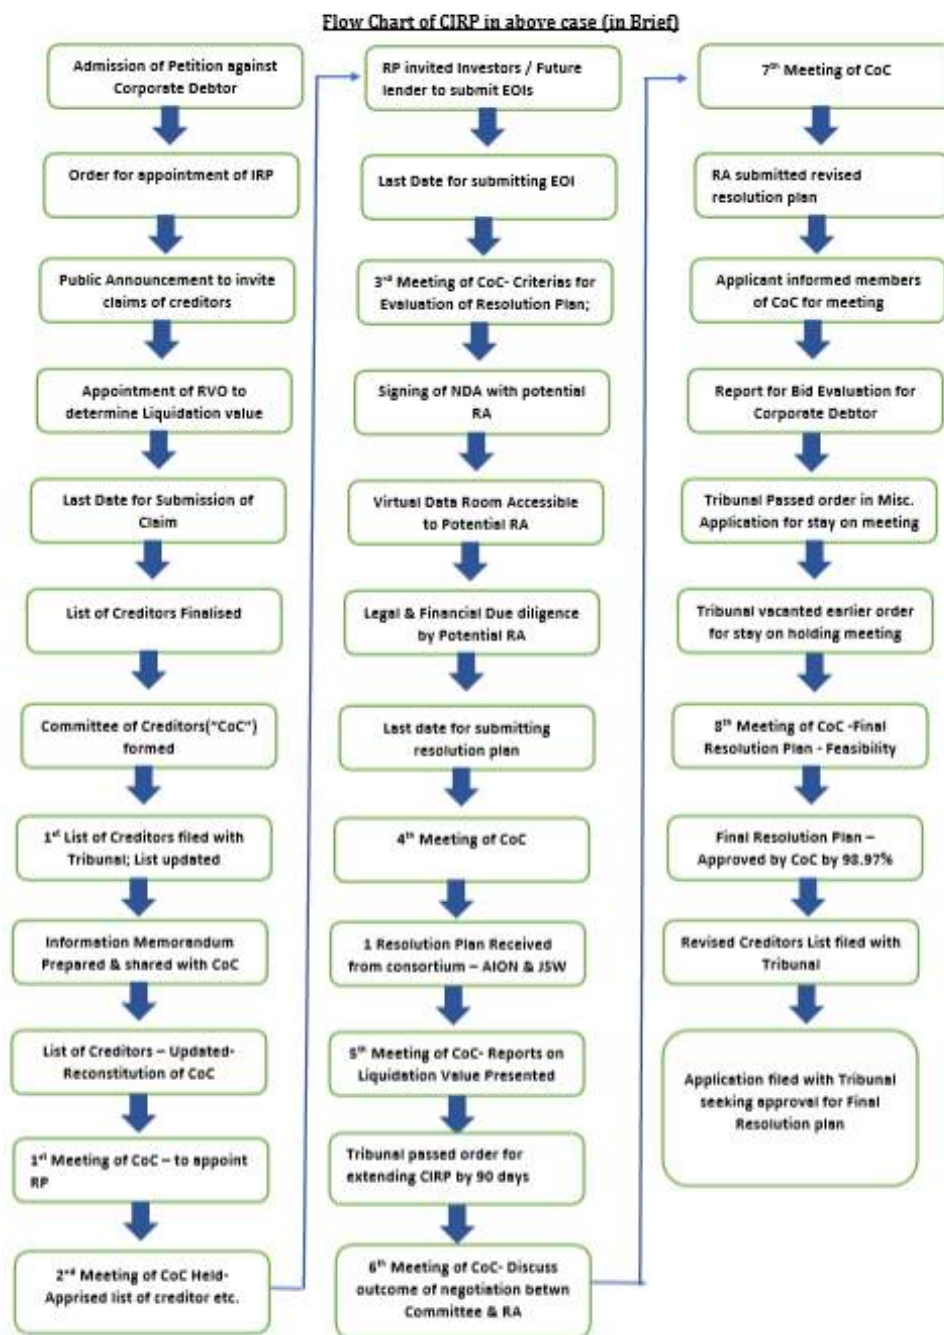 Flow Chart of CIRP in above case (in Brief)
Admission of Petition against
Corporate Debtor
Order for appointment of IRP
Public Announcement to invite
claims of creditors
Appointment of RVO to
determine Liquidation value
Last Date for Submission of
Claim
List of Creditors Finalised
Committee of Creditors("CoC")
formed
1st List of Creditors filed with
Tribunal; List updated
Information Memorandum
Prepared & shared with CoC
List of Creditors – Updated-
Reconstitution of CoC
1st Meeting of CoC – to appoint
RP
2nd Meeting of CoC Held-
Apprised list of creditor etc.
RP invited Investors / Future
lender to submit EOIs
Last Date for submitting EOI
3rd Meeting of CoC- Criterias for
Evaluation of Resolution Plan;
Signing of NDA with potential
RA
Virtual Data Room Accessible
to Potential RA
Legal & Financial Due diligence
by Potential RA
Last date for submitting
resolution plan
4th Meeting of CoC
1 Resolution Plan Received
from consortium – AION & JSW
5th Meeting of CoC- Reports on
Liquidation Value Presented
Tribunal passed order for
extending CIRP by 90 days
6th Meeting of CoC- Discuss
outcome of negotiation betwn
Committee & RA
7th Meeting of CoC
RA submitted revised
resolution plan
Applicant informed members
of CoC for meeting
Report for Bid Evaluation for
Corporate Debtor
Tribunal Passed order in Misc.
Application for stay on meeting
Tribunal vacanted earlier order
for stay on holding meeting
8th Meeting of CoC -Final
Resolution Plan - Feasibility
Final Resolution Plan –
Approved by CoC by 98.97%
Revised Creditors List filed with
Tribunal
Application filed with Tribunal
seeking approval for Final
Resolution plan